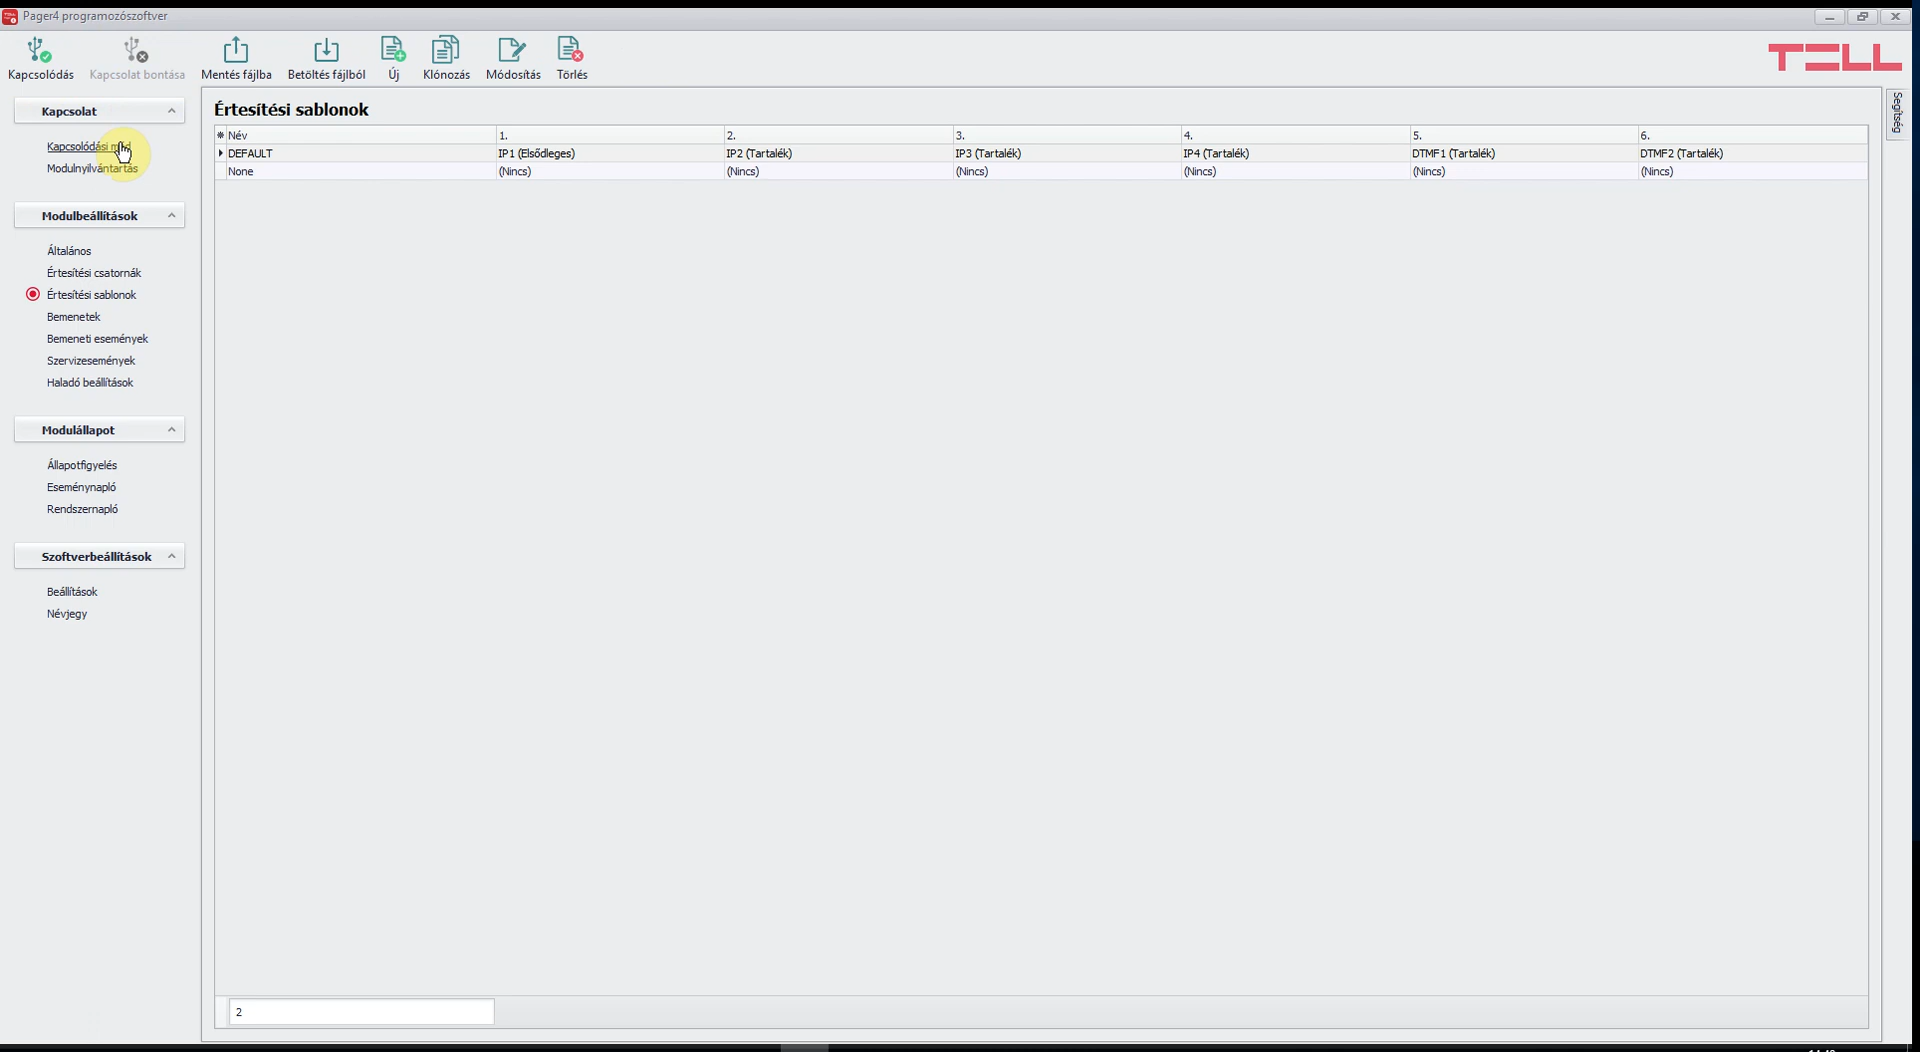 Pager4 programozószoftver
Kapcsolódás Kapcsolat bontása Mentés fájlba Betöltés fájlból Új Klónozás Módosítás Törlés
TELL
Kapcsolat
Kapcsolódási
Modulnyilvántartás
Modulbeállítások
Általános
Értesítési csatornák
Értesítési sablonok
Bemenetek
Bemeneti események
Szervizesemények
Haladó beállítások
Modulállapot
Állapotfigyelés
Eseménynapló
Rendszernapló
Szoftverbeállítások
Beállítások
Névjegy
Értesítési sablonok
Név 1. 2. 3. 4. 5. 6.
DEFAULT IP1 (Elsődleges) IP2 (Tartalék) IP3 (Tartalék) IP4 (Tartalék) DTMF1 (Tartalék) DTMF2 (Tartalék)
None (Nincs) (Nincs) (Nincs) (Nincs) (Nincs) (Nincs)
2
Segítség